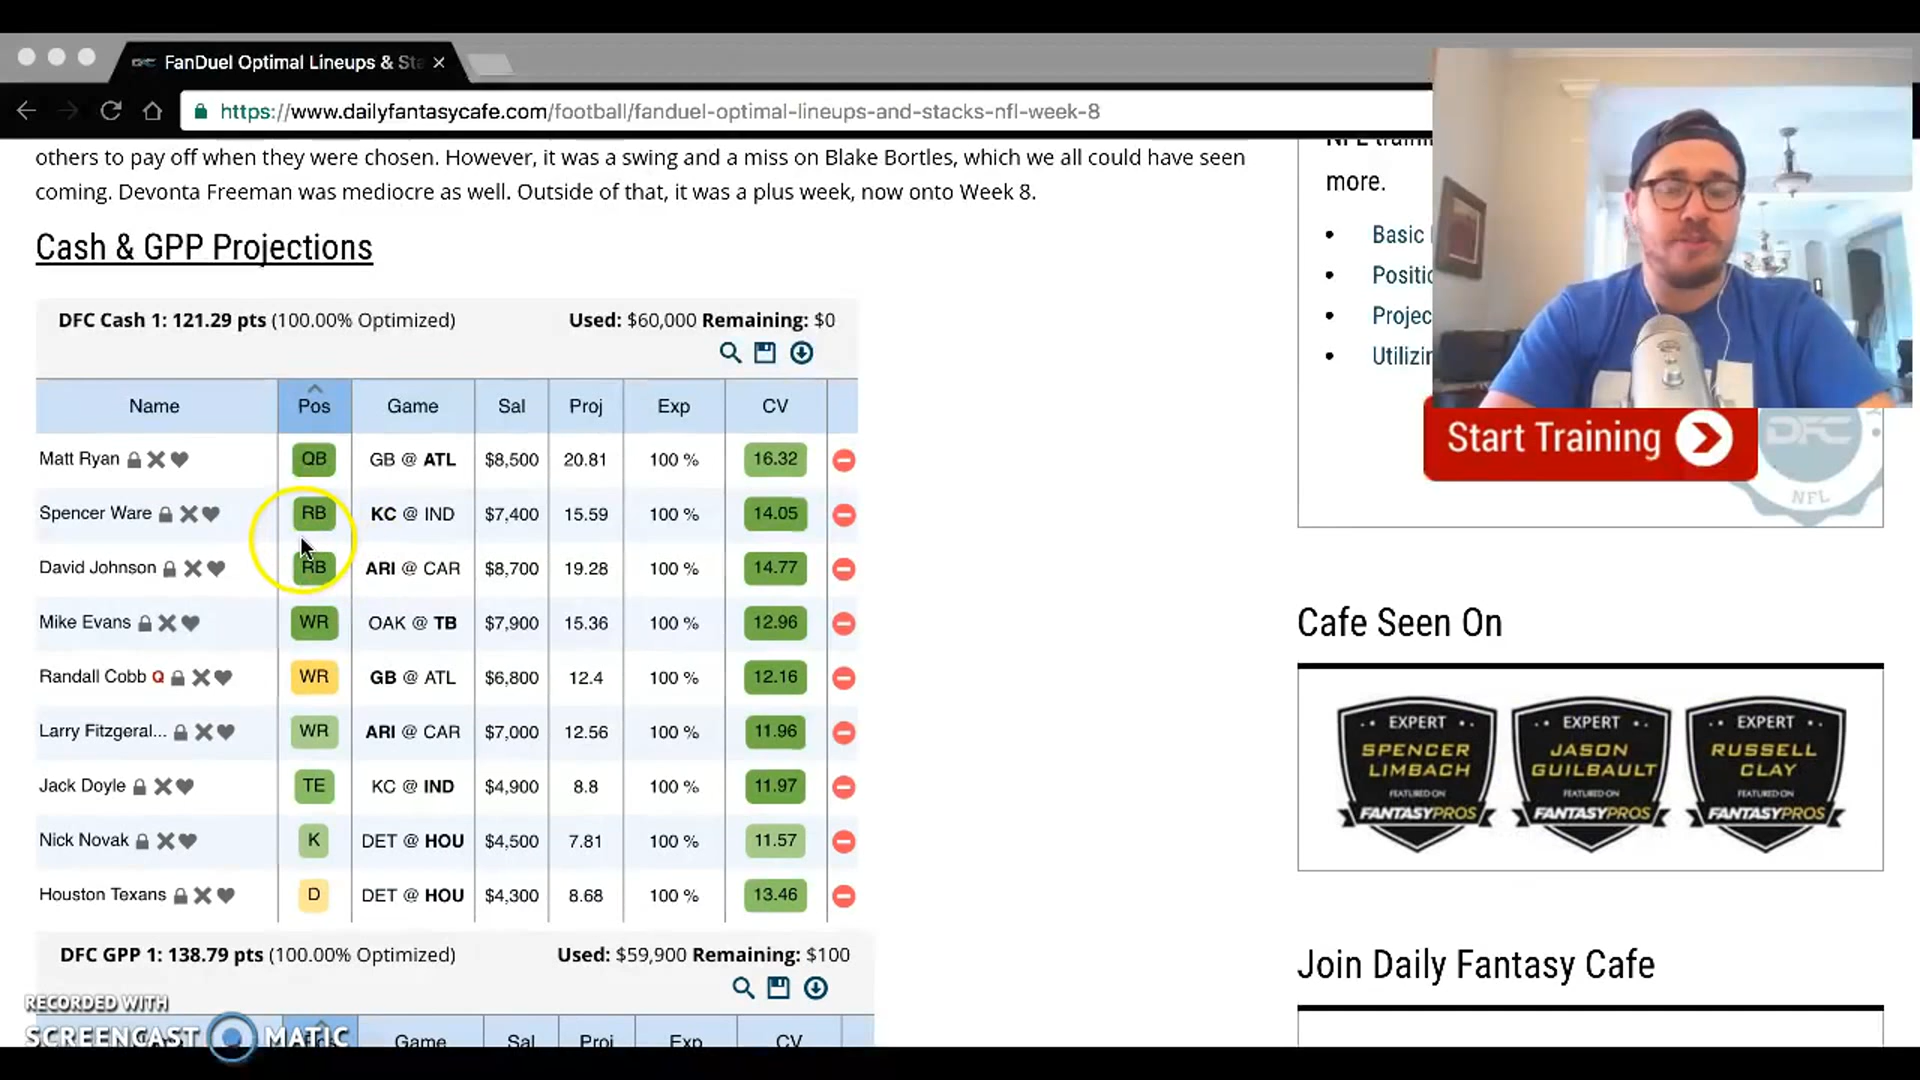 FanDuel Optimal Lineups & Sta
https://www.dailyfantasycafe.com/football/fanduel-optimal-lineups-and-stacks-nfl-week-8
others to pay off when they were chosen. However, it was a swing and a miss on Blake Bortles, which we all could have seen
coming. Devonta Freeman was mediocre as well. Outside of that, it was a plus week, now onto Week 8.
Cash & GPP Projections
DFC Cash 1: 121.29 pts (100.00% Optimized) Used: $60,000 Remaining: $0
Name Pos Game Sal Proj Exp CV
Matt Ryan QB GB @ ATL $8,500 20.81 100 % 16.32
Spencer Ware RB KC @ IND $7,400 15.59 100 % 14.05
David Johnson RB ARI @ CAR $8,700 19.28 100 % 14.77
Mike Evans WR OAK @ TB $7,900 15.36 100 % 12.96
Randall Cobb Q WR GB @ ATL $6,800 12.4 100 % 12.16
Larry Fitzgeral... WR ARI @ CAR $7,000 12.56 100 % 11.96
Jack Doyle TE KC @ IND $4,900 8.8 100 % 11.97
Nick Novak K DET @ HOU $4,500 7.81 100 % 11.57
Houston Texans D DET @ HOU $4,300 8.68 100 % 13.46
DFC GPP 1: 138.79 pts (100.00% Optimized) Used: $59,900 Remaining: $100
Game Sal Proj Exp CV
RECORDED WITH
SCREENCAST MATIC
more.
Basic
Positio
Projec
Utilizin
Start Training
DFC
NFL
Cafe Seen On
EXPERT
SPENCER
LIMBACH
FEATURED ON
FANTASYPROS
EXPERT
JASON
GUILBAULT
FEATURED ON
FANTASYPROS
EXPERT
RUSSELL
CLAY
FEATURED ON
FANTASYPROS
Join Daily Fantasy Cafe